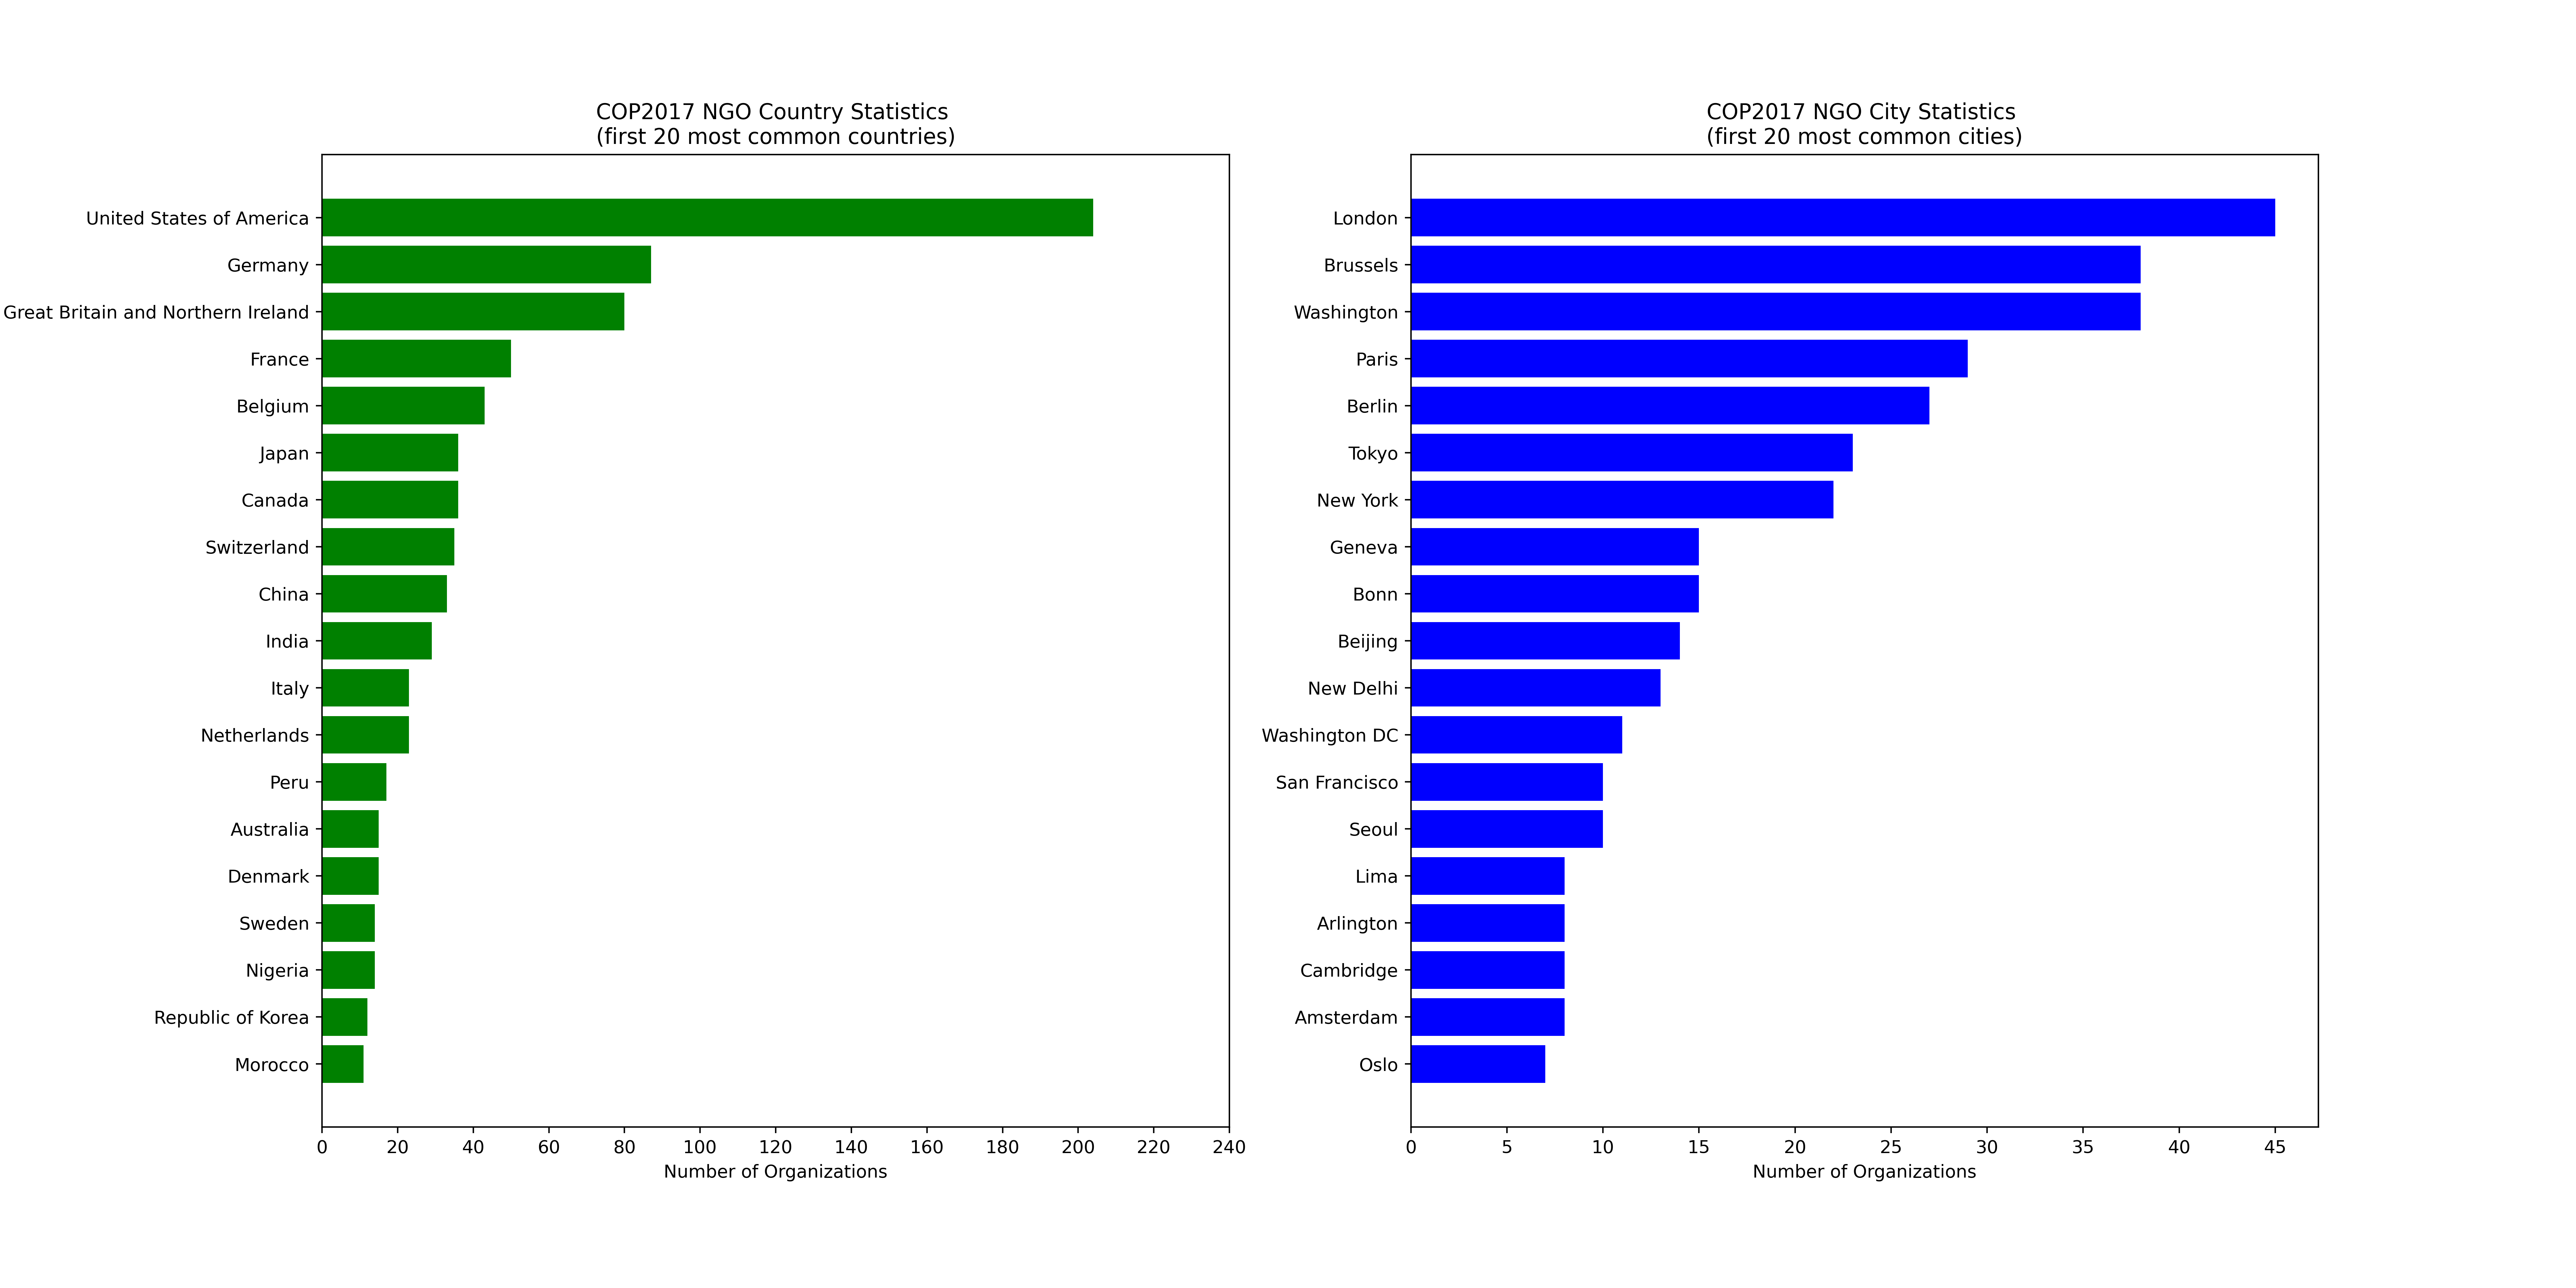 COP2017 NGO Country Statistics
(first 20 most common countries)
United States of America
Germany
Great Britain and Northern Ireland
France
Belgium
Japan
Canada
Switzerland
China
India
Italy
Netherlands
Peru
Australia
Denmark
Sweden
Nigeria
Republic of Korea
Morocco
0 20 40 60 80 100 120 140 160 180 200 220 240
Number of Organizations
COP2017 NGO City Statistics
(first 20 most common cities)
London
Brussels
Washington
Paris
Berlin
Tokyo
New York
Geneva
Bonn
Beijing
New Delhi
Washington DC
San Francisco
Seoul
Lima
Arlington
Cambridge
Amsterdam
Oslo
0 5 10 15 20 25 30 35 40 45
Number of Organizations